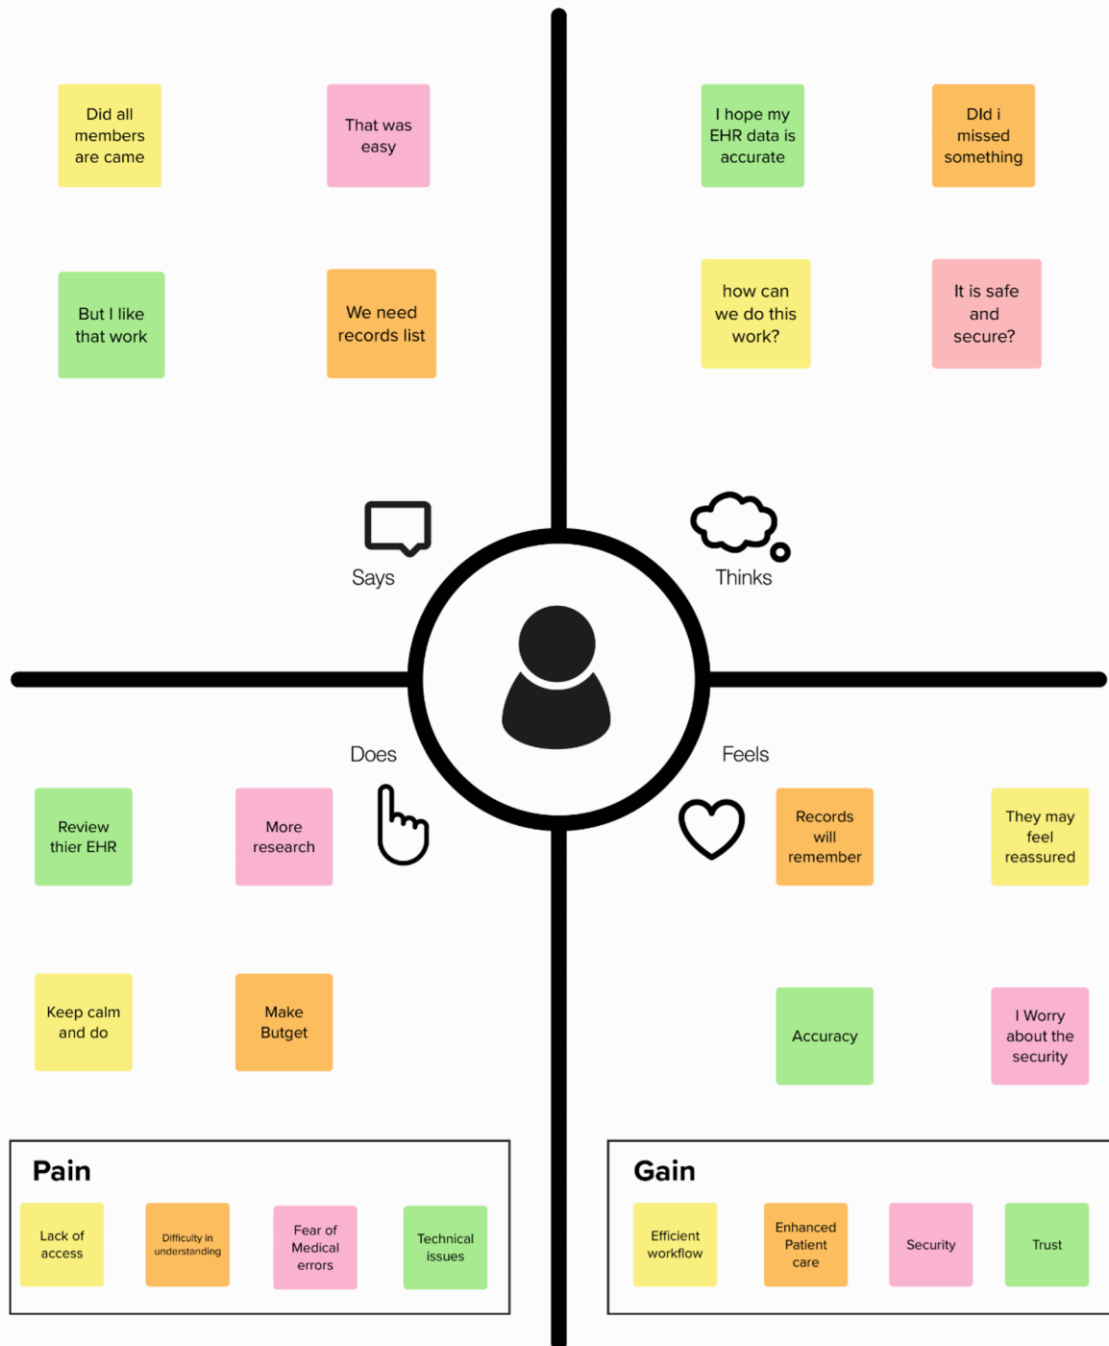 Did all
members
are came
That was
easy
But I like
that work
We need
records list
Says
I hope my
EHR data is
accurate
DId i
missed
something
how can
we do this
work?
It is safe
and
secure?
Thinks
Does
Review
thier EHR
More
research
Keep calm
and do
Make
Butget
Feels
Records
will
remember
They may
feel
reassured
Accuracy
I Worry
about the
security
Pain
Lack of
access
Difficulty in
understanding
Fear of
Medical
errors
Technical
issues
Gain
Efficient
workflow
Enhanced
Patient
care
Security
Trust